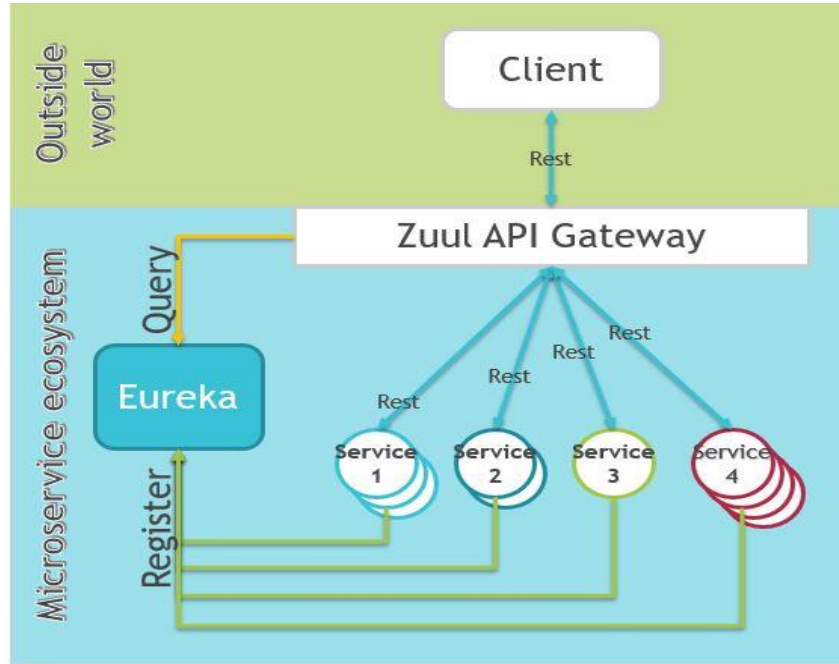 Outside
world
Client
Rest
Zuul API Gateway
Microservice ecosystem
Query
Eureka
Register
Rest
Rest
Rest
Rest
Service
1
Service
2
Service
3
Service
4